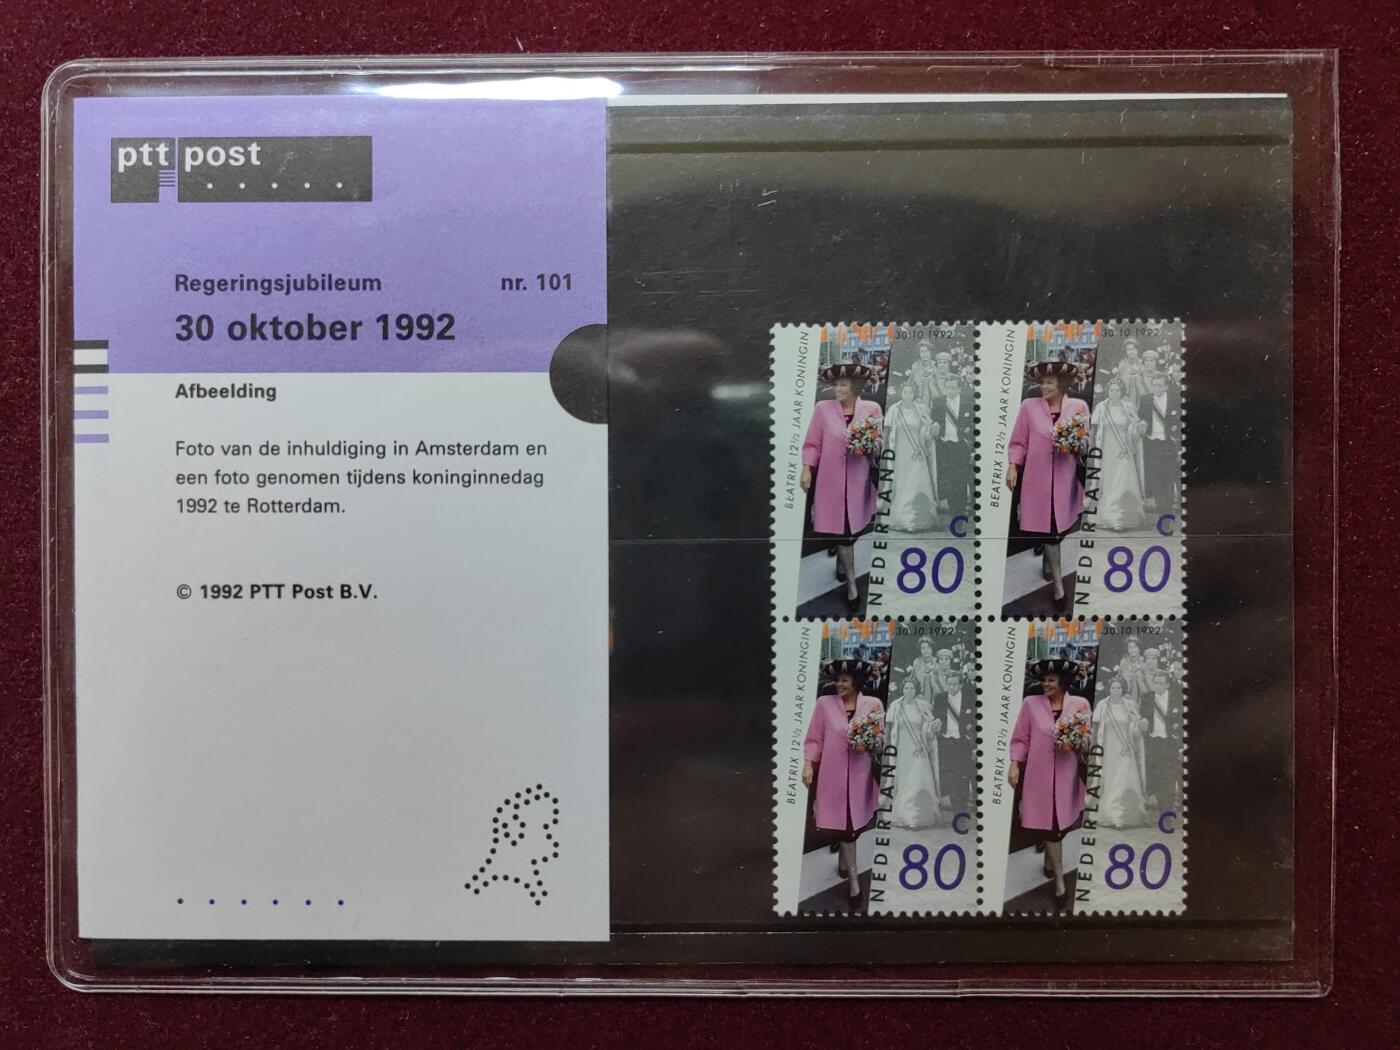 ptt post
Regeringsjubileum nr. 101
30 oktober 1992
Afbeelding
Foto van de inhuldiging in Amsterdam en
een foto genomen tijdens koninginnedag
1992 te Rotterdam.
© 1992 PTT Post B.V.
BEATRIX 12½ JAAR KONINGIN
30.10.1992
NEDERLAND
C
80
BEATRIX 12½ JAAR KONINGIN
30.10.1992
NEDERLAND
C
80
BEATRIX 12½ JAAR KONINGIN
30.10.1992
NEDERLAND
C
80
BEATRIX 12½ JAAR KONINGIN
30.10.1992
NEDERLAND
C
80